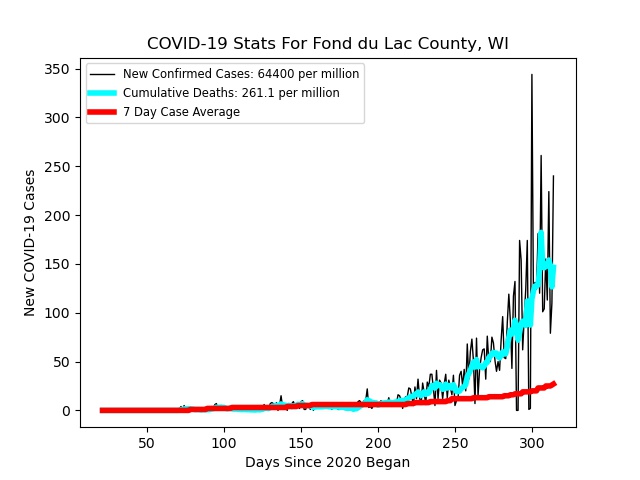 COVID-19 Stats For Fond du Lac County, WI
New Confirmed Cases: 64400 per million
Cumulative Deaths: 261.1 per million
7 Day Case Average
350
300
250
200
150
100
50
0
New COVID-19 Cases
50 100 150 200 250 300
Days Since 2020 Began